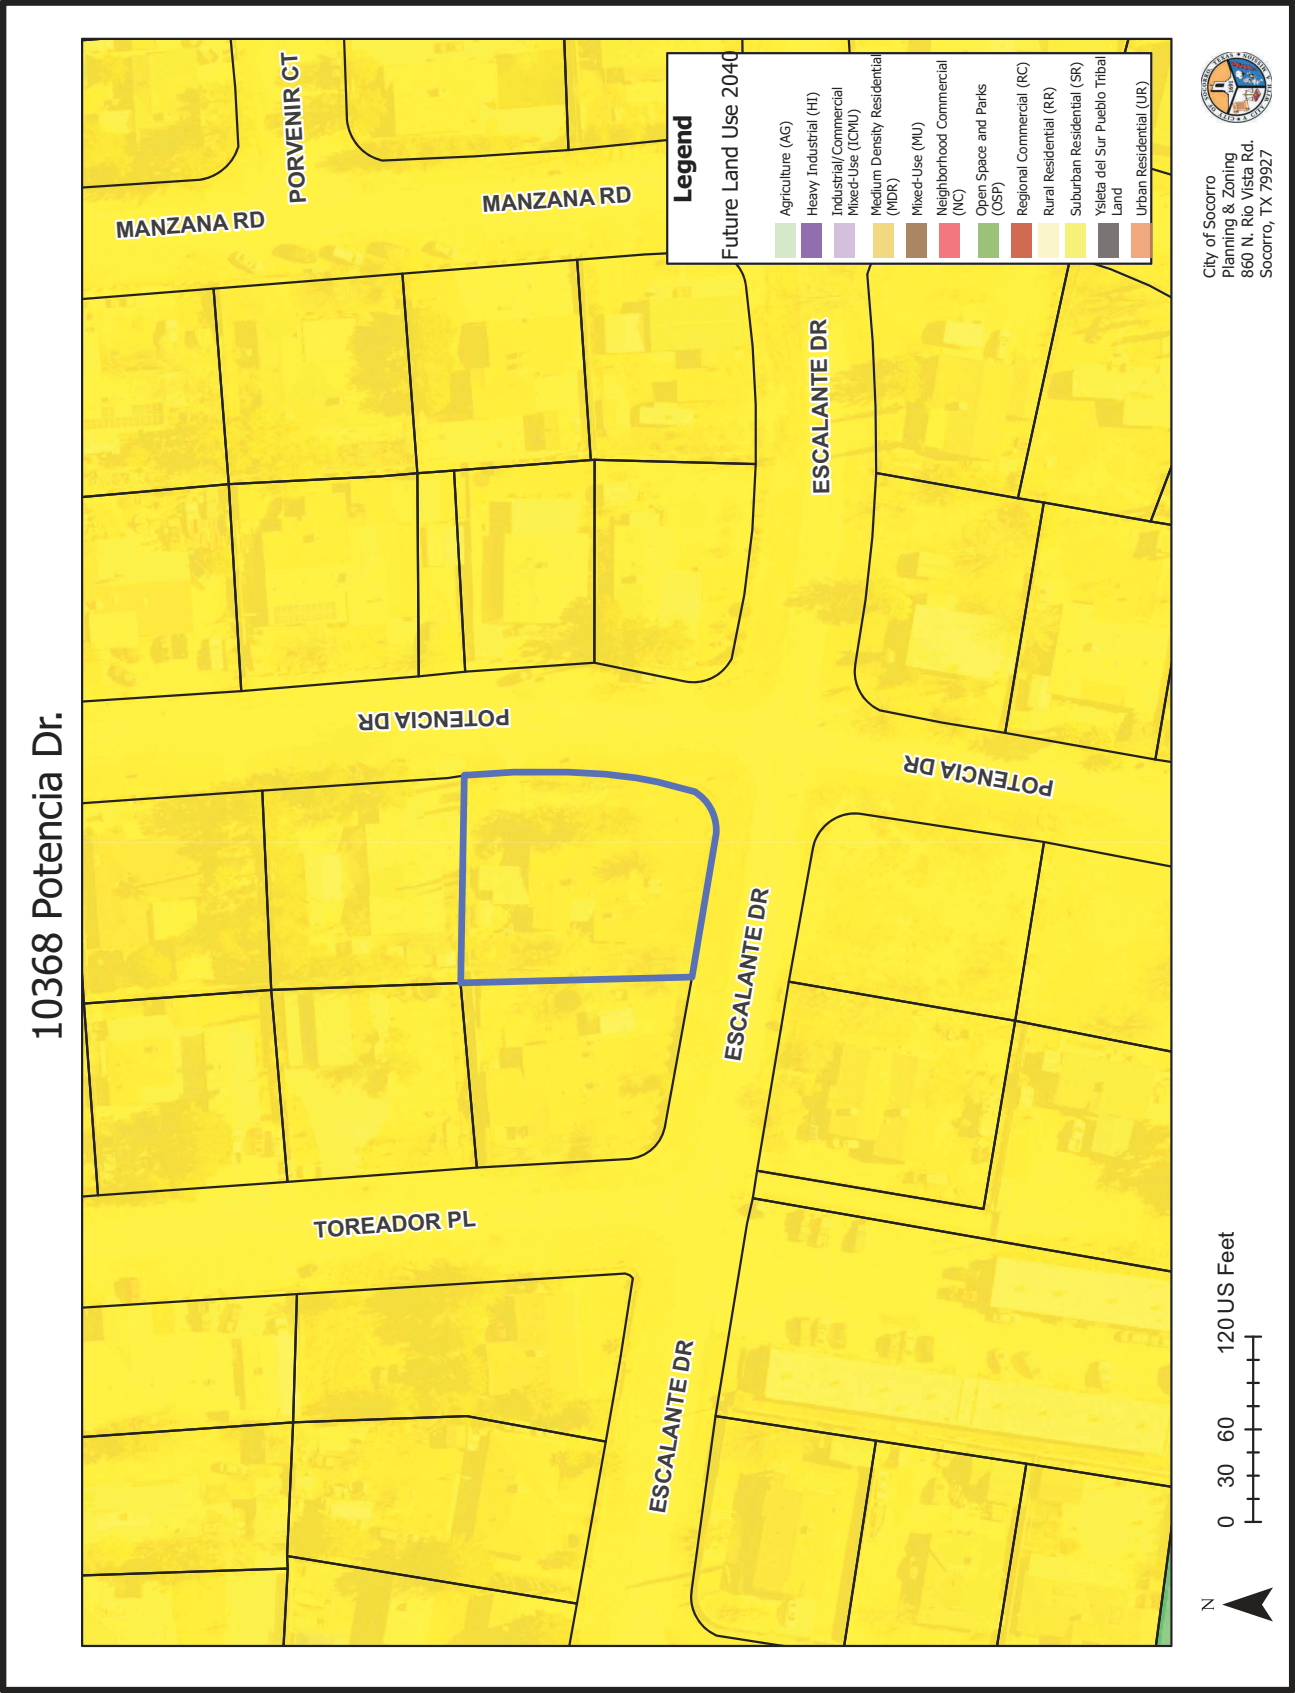 10368 Potencia Dr.
PORVENIR CT
MANZANA RD
MANZANA RD
ESCALANTE DR
POTENCIA DR
POTENCIA DR
ESCALANTE DR
TOREADOR PL
ESCALANTE DR
Legend
Future Land Use 2040
Agriculture (AG)
Heavy Industrial (HI)
Industrial/Commercial
Mixed-Use (ICMU)
Medium Density Residential
(MDR)
Mixed-Use (MU)
Neighborhood Commercial
(NC)
Open Space and Parks
(OSP)
Regional Commercial (RC)
Rural Residential (RR)
Suburban Residential (SR)
Ysleta del Sur Pueblo Tribal
Land
Urban Residential (UR)
N
0 30 60 120 US Feet
City of Socorro
Planning & Zoning
860 N. Rio Vista Rd.
Socorro, TX 79927